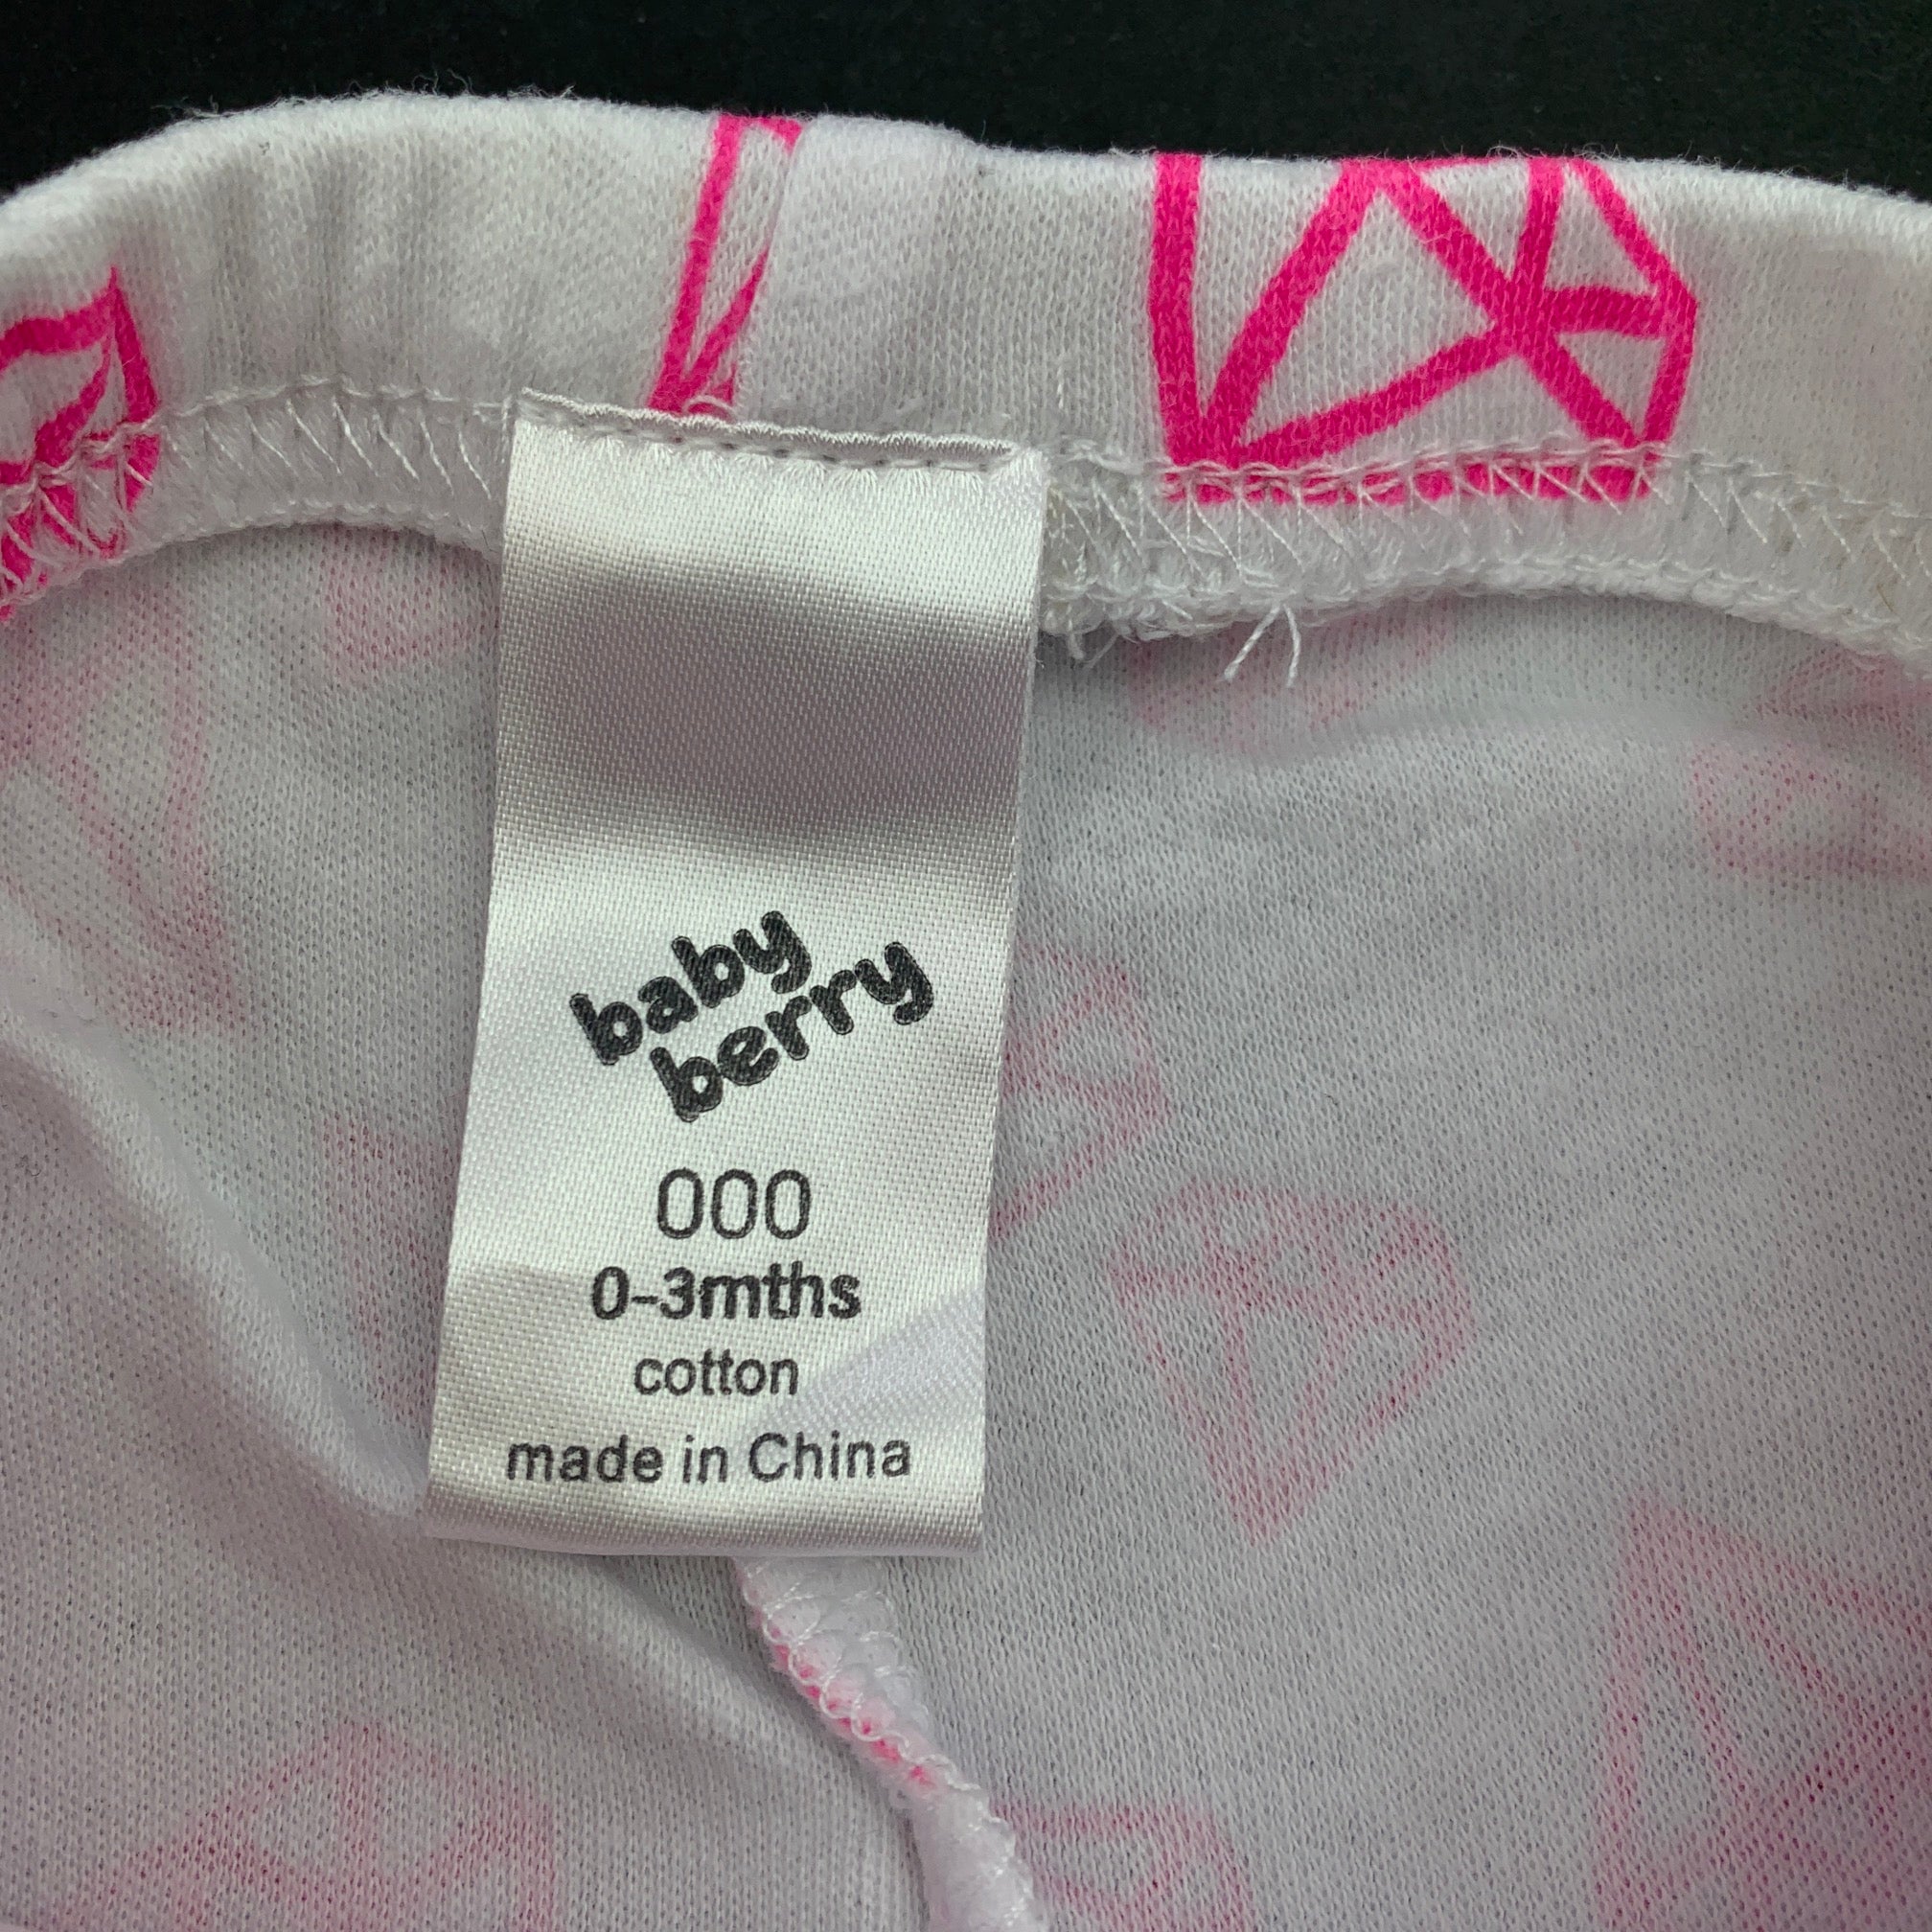 baby
berry
000
0-3mths
cotton
made in China